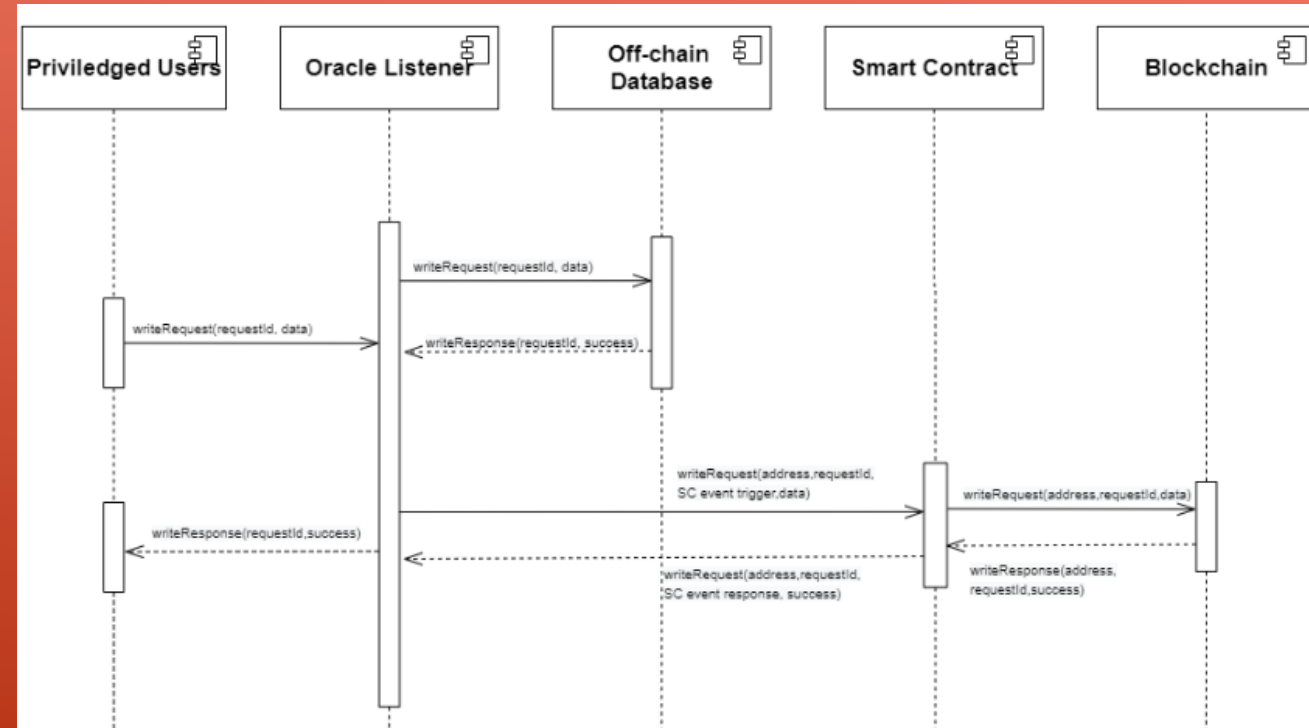 Priviledged Users
Oracle Listener
Off-chain
Database
Smart Contract
Blockchain
writeRequest(requestId, data)
writeRequest(requestId, data)
writeResponse(requestId, success)
writeRequest(address,requestId,
SC event trigger,data)
writeRequest(address,requestId,data)
writeResponse(requestId,success)
writeRequest(address,requestId,
SC event response, success)
writeResponse(address,
requestId,success)